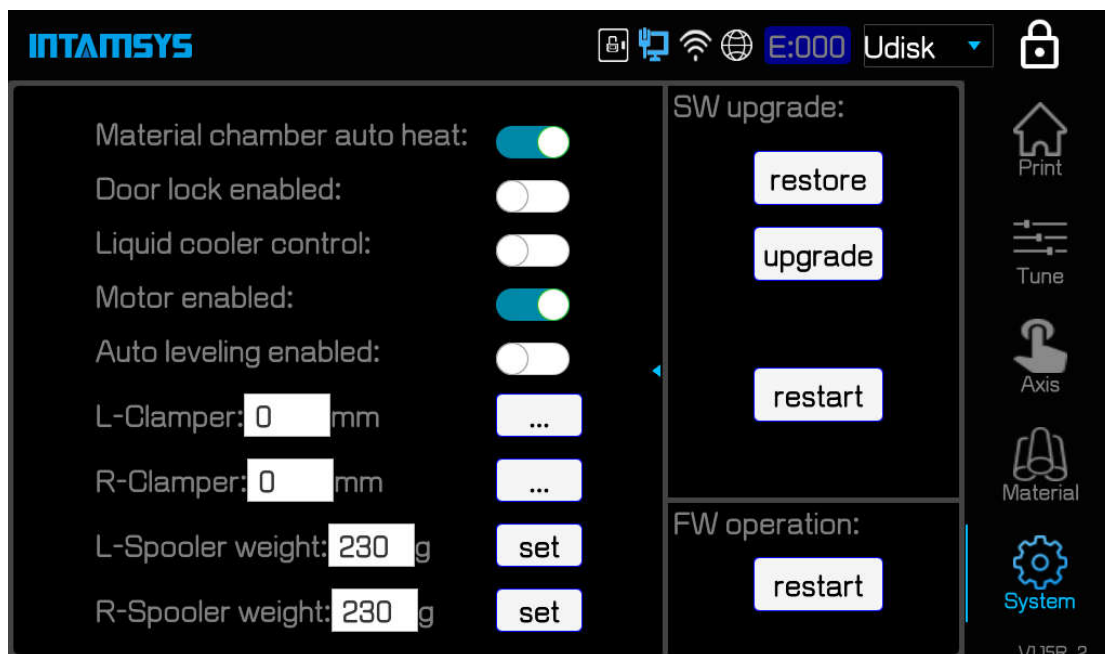 INTAMSYS
E:000 Udisk
Material chamber auto heat:
Door lock enabled:
Liquid cooler control:
Motor enabled:
Auto leveling enabled:
L-Clamper: 0 mm ...
R-Clamper: 0 mm ...
L-Spooler weight: 230 g set
R-Spooler weight: 230 g set
SW upgrade:
restore
upgrade
restart
FW operation:
restart
Print
Tune
Axis
Material
System